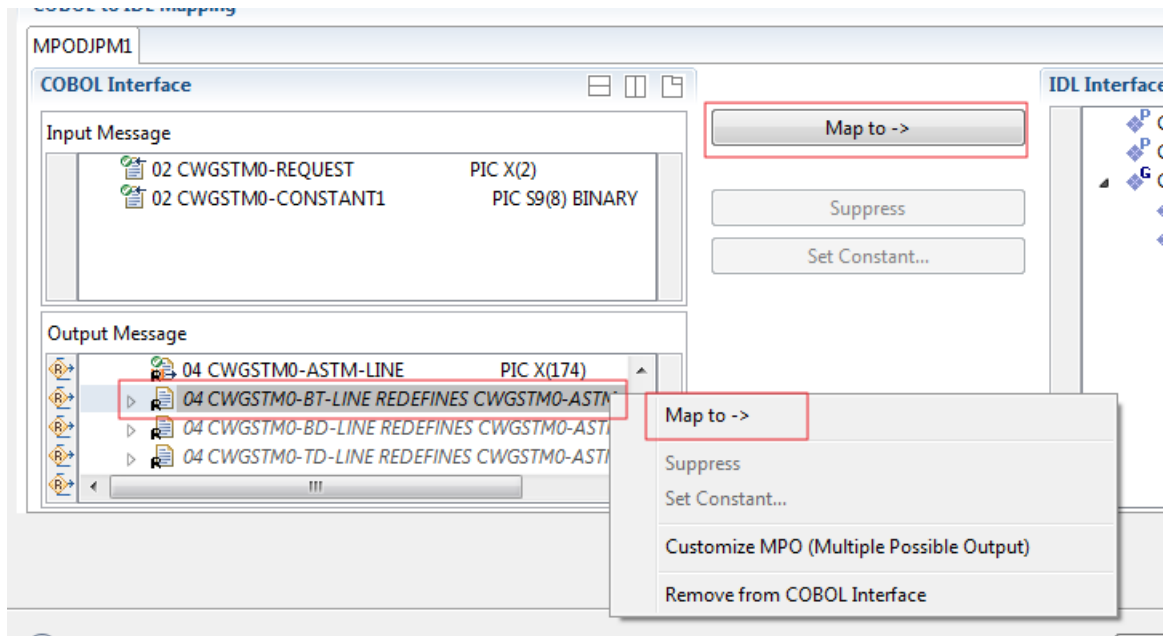 COBOL to IDL Mapping
MPODJPM1
COBOL Interface
IDL Interface
Input Message
Map to ->
02 CWGSTM0-REQUEST PIC X(2)
02 CWGSTM0-CONSTANT1 PIC S9(8) BINARY
Suppress
Set Constant...
Output Message
04 CWGSTM0-ASTM-LINE PIC X(174)
04 CWGSTM0-BT-LINE REDEFINES CWGSTM0-ASTM
04 CWGSTM0-BD-LINE REDEFINES CWGSTM0-AST
04 CWGSTM0-TD-LINE REDEFINES CWGSTM0-AST
Map to ->
Suppress
Set Constant...
Customize MPO (Multiple Possible Output)
Remove from COBOL Interface